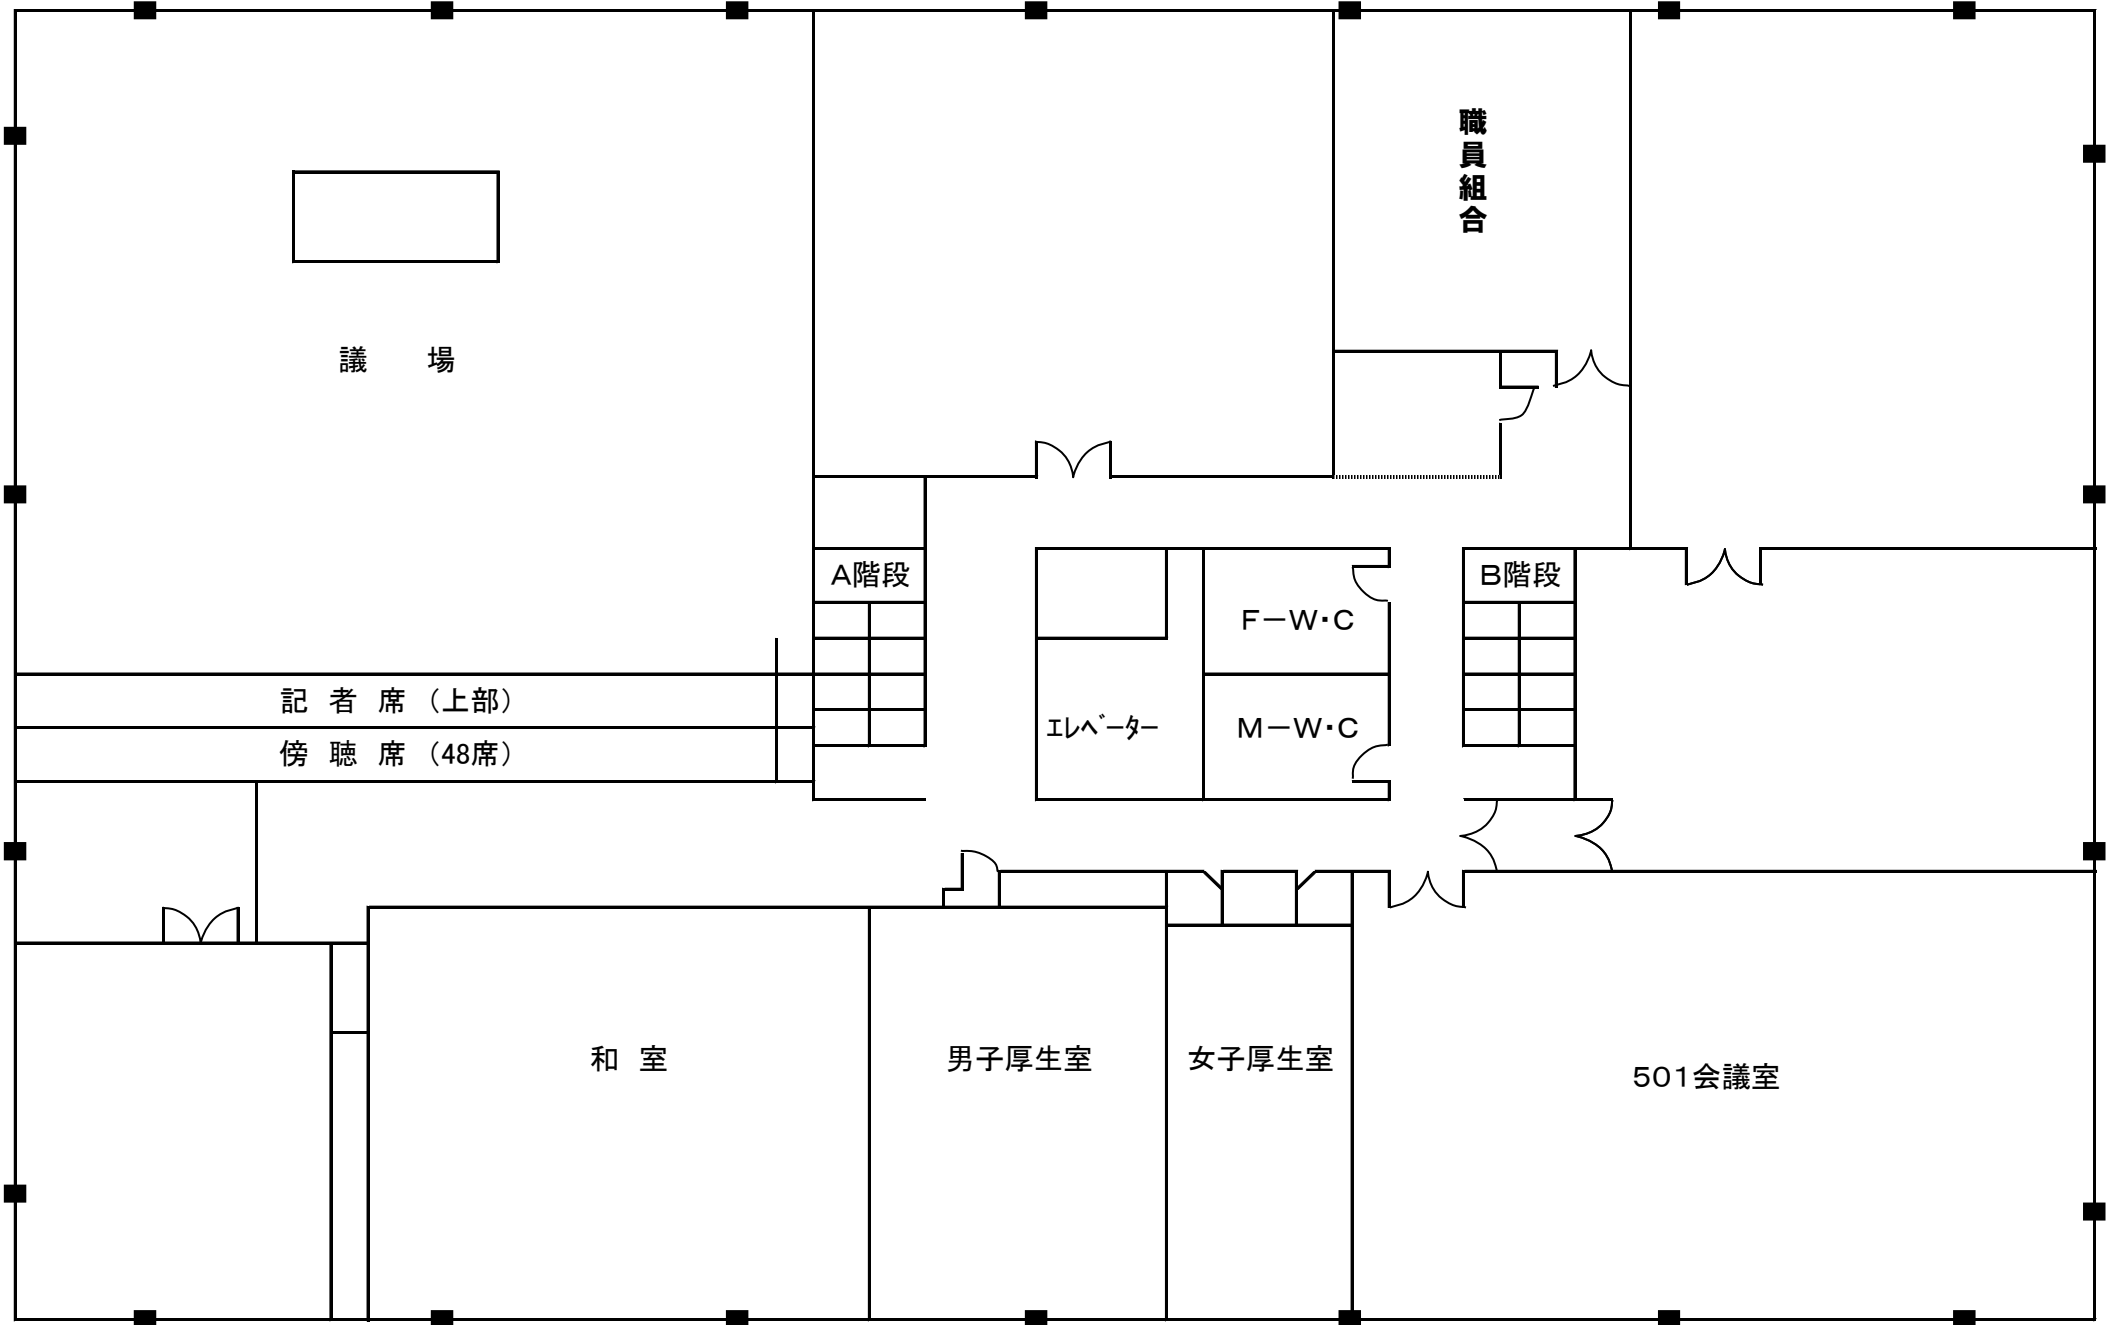 職員組合
議　場
A階段
B階段
F－W・C
記 者 席 （上部）
エレベーター
M－W・C
傍 聴 席 （48席）
和 室
男子厚生室
女子厚生室
501会議室